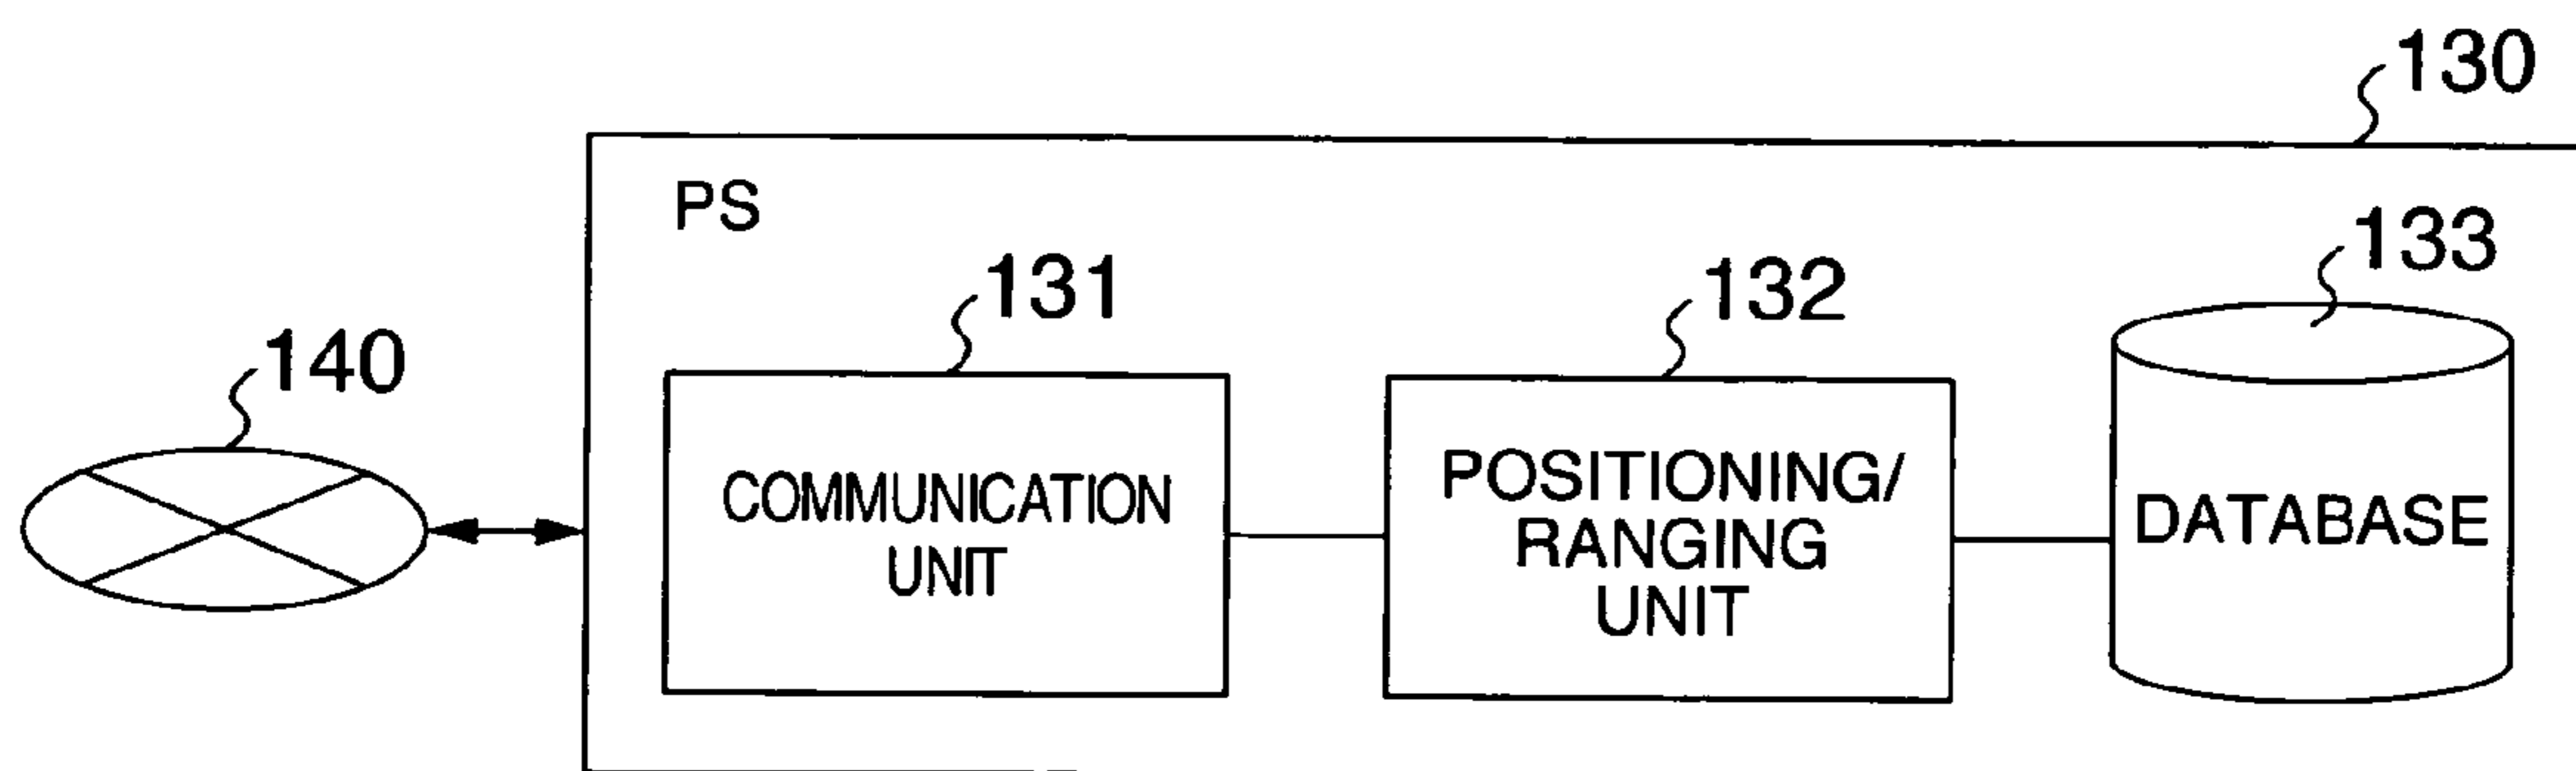 130
PS
133
131
132
140
COMMUNICATION
UNIT
POSITIONING/
RANGING
UNIT
DATABASE